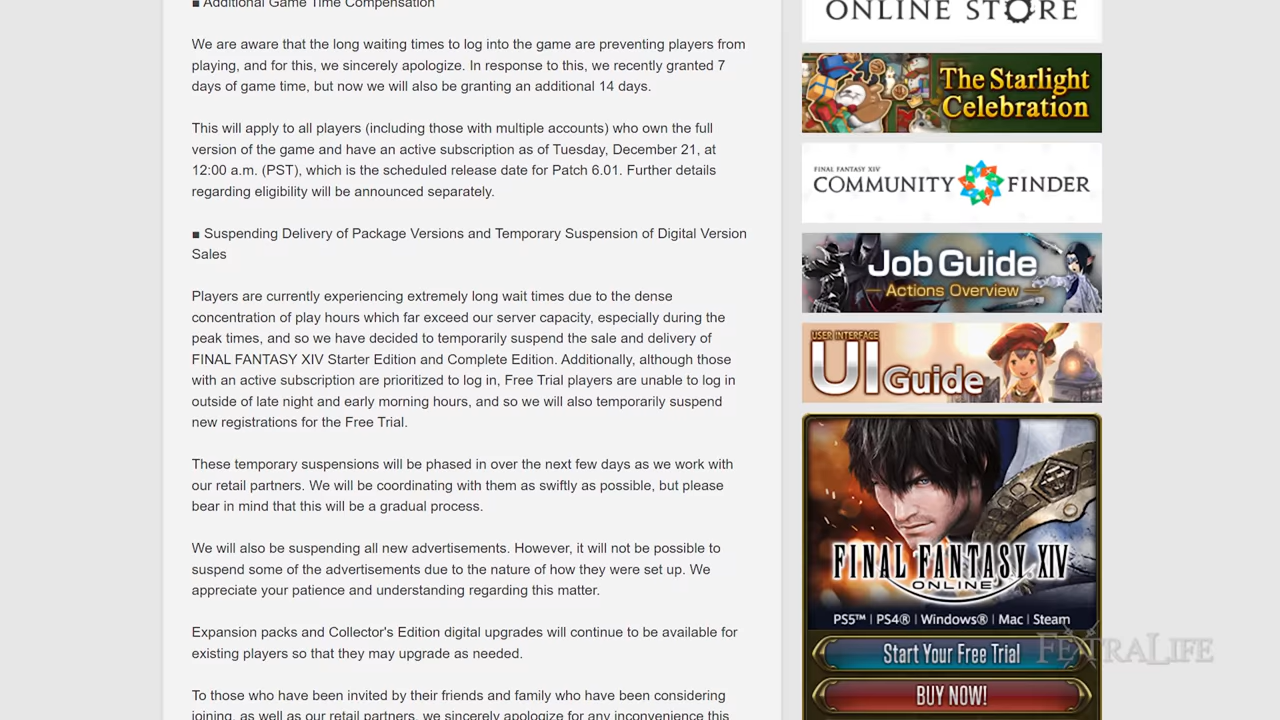 ■ Additional Game Time Compensation
We are aware that the long waiting times to log into the game are preventing players from
playing, and for this, we sincerely apologize. In response to this, we recently granted 7
days of game time, but now we will also be granting an additional 14 days.
This will apply to all players (including those with multiple accounts) who own the full
version of the game and have an active subscription as of Tuesday, December 21, at
12:00 a.m. (PST) which is the scheduled release date for Patch 6.01. Further details
regarding eligibility will be announced separately.
■ Suspending Delivery of Package Versions and Temporary Suspension of Digital Version
Sales
Players are currently experiencing extremely long wait times due to the dense
concentration of play hours which far exceed our server capacity, especially during the
peak times, and so we have decided to temporarily suspend the sale and delivery of
FINAL FANTASY XIV Starter Edition and Complete Edition. Additionally, although those
with an active subscription are prioritized to log in, Free Trial players are unable to log in
outside of late night and early morning hours, and so we will also temporarily suspend
new registrations for the Free Trial.
These temporary suspensions will be phased in over the next few days as we work with
our retail partners. We will be coordinating with them as swiftly as possible, but please
bear in mind that this will be a gradual process.
We will also be suspending all new advertisements. However, it will not be possible to
suspend some of the advertisements due to the nature of how they were set up. We
appreciate your patience and understanding regarding this matter.
Expansion packs and Collector's Edition digital upgrades will continue to be available for
existing players so that they may upgrade as needed.
To those who have been invited by their friends and family who have been considering
joining, as well as our retail partners, we sincerely apologize for any inconvenience this
ONLINE STORE
The Starlight
Celebration
FINAL FANTASY XIV
COMMUNITY FINDER
Job Guide
Actions Overview
USER INTERFACE
UI Guide
FINAL FANTASY XIV
ONLINE
PS5™ | PS4® | Windows® | Mac | Steam
Start Your Free Trial
BUY NOW!
FEXTRALIFE